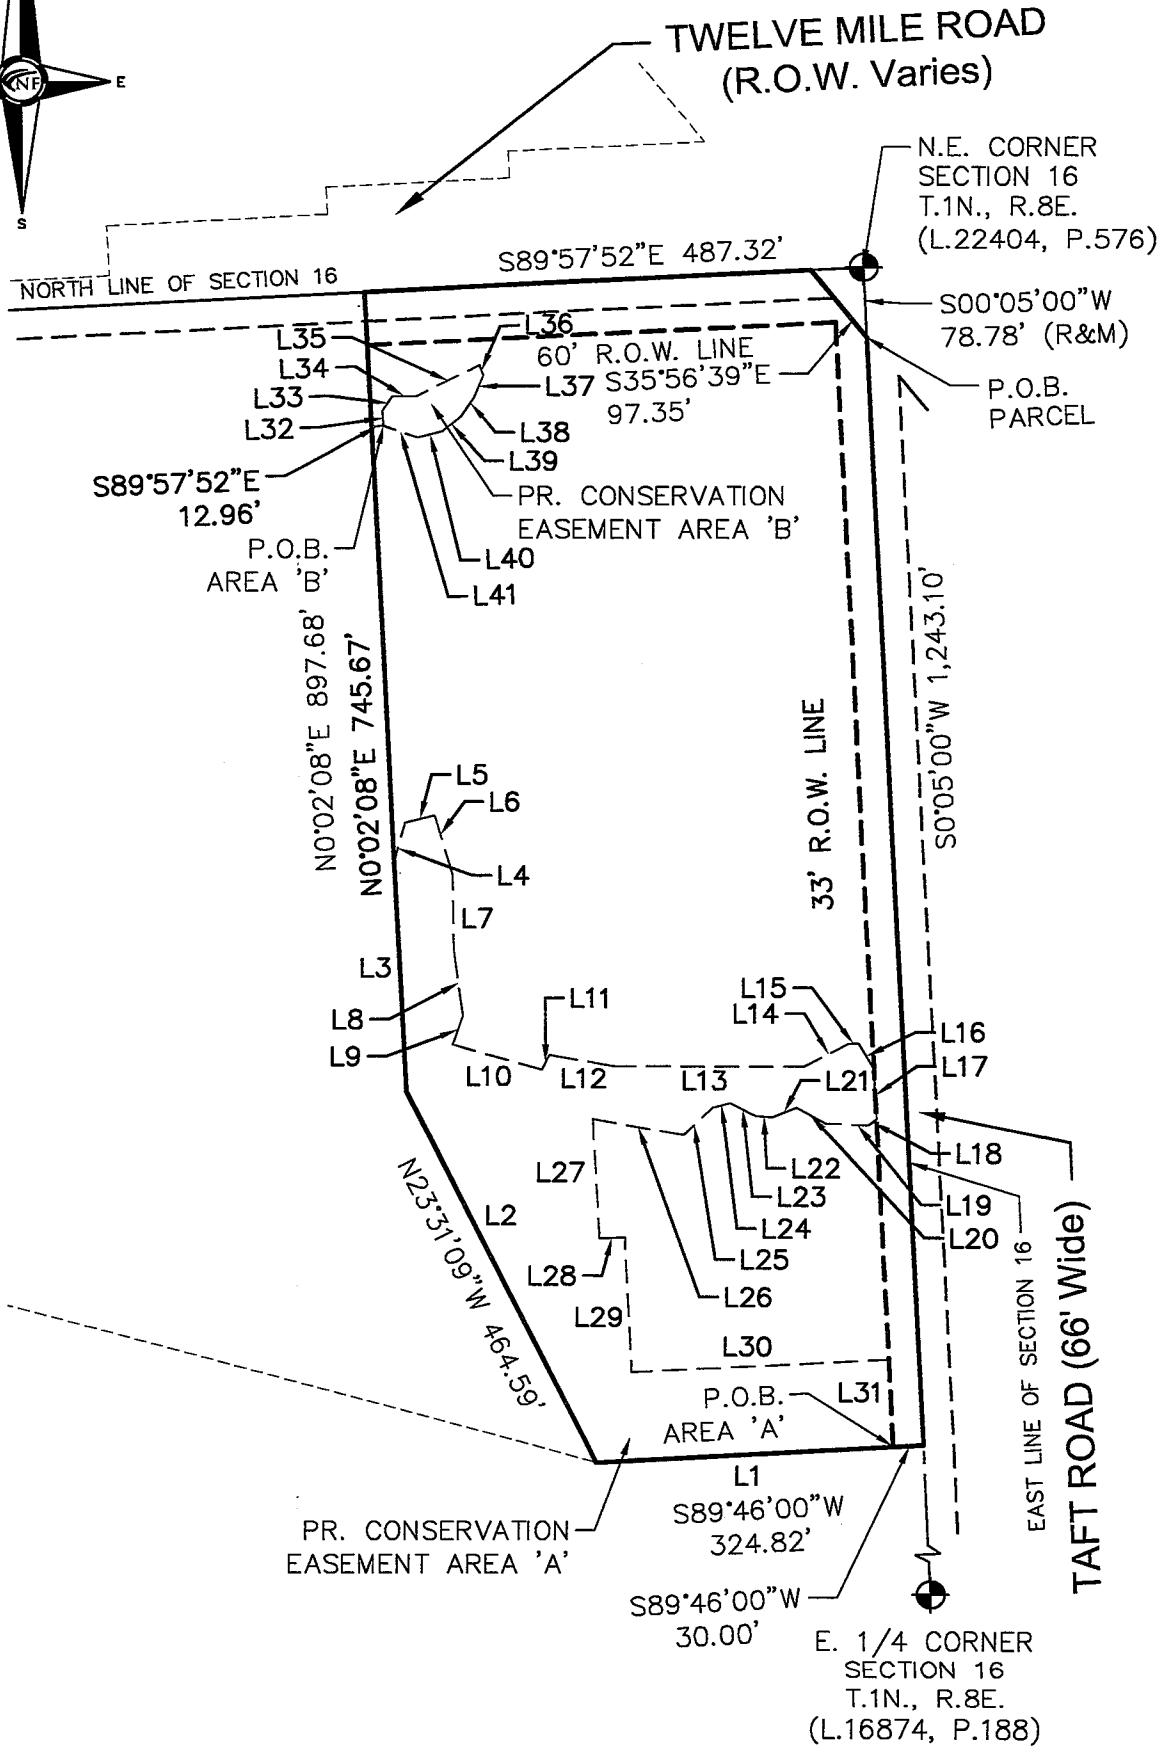 TWELVE MILE ROAD
(R.O.W. Varies)
NF
E
S
N.E. CORNER
SECTION 16
T.1N., R.8E.
(L.22404, P.576)
S89°57'52"E 487.32'
NORTH LINE OF SECTION 16
S00°05'00"W
78.78' (R&M)
L35
L36
60' R.O.W. LINE
L34
L37
S35°56'39"E
97.35'
P.O.B.
PARCEL
L33
L32
L38
L39
S89°57'52"E
12.96'
PR. CONSERVATION
EASEMENT AREA 'B'
P.O.B.
AREA 'B'
L40
L41
N0°02'08"E 897.68'
N0°02'08"E 745.67'
S0°05'00"W 1,243.10'
33' R.O.W. LINE
L5
L6
L4
L7
L3
L8
L9
L11
L10
L12
L13
L15
L14
L16
L17
L21
L18
L22
L19
L23
L20
L24
L25
L26
L27
L28
L29
L30
L31
L2
N23°31'09"W 464.59'
P.O.B.
AREA 'A'
EAST LINE OF SECTION 16
TAFT ROAD (66' Wide)
L1
S89°46'00"W
324.82'
PR. CONSERVATION
EASEMENT AREA 'A'
S89°46'00"W
30.00'
E. 1/4 CORNER
SECTION 16
T.1N., R.8E.
(L.16874, P.188)